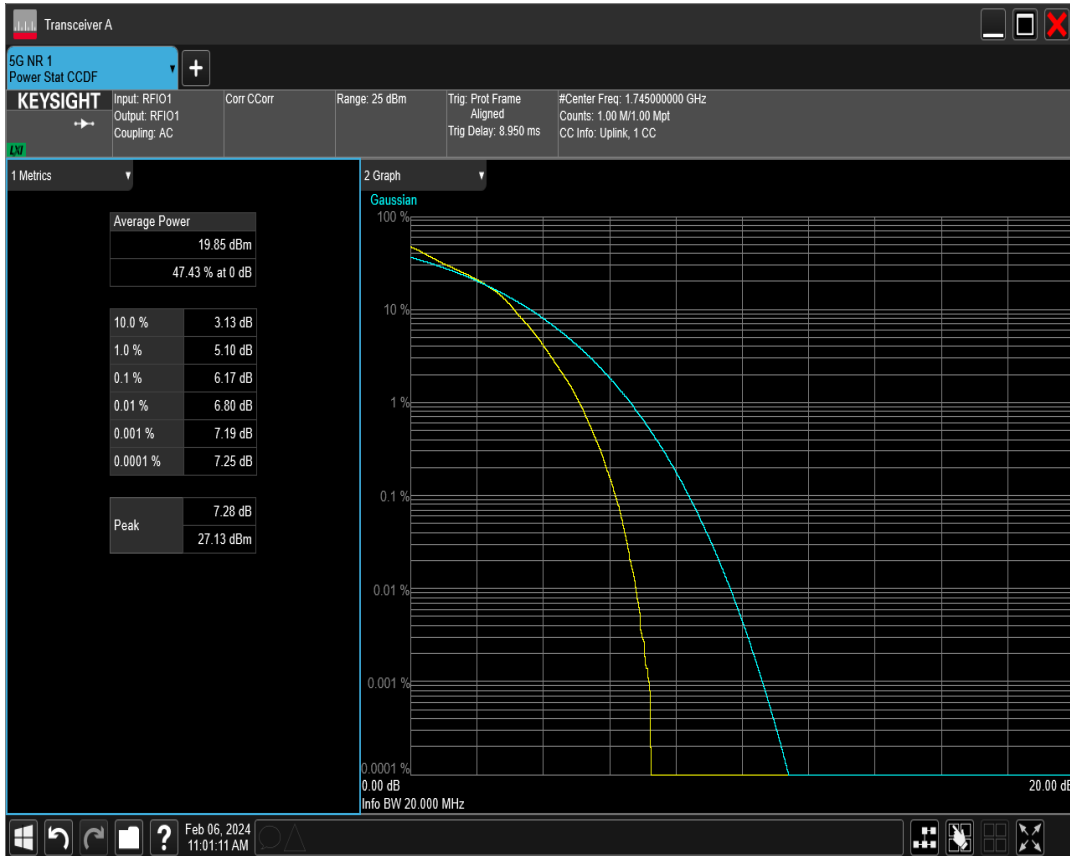 Transceiver A
5G NR 1
Power Stat CCDF
KEYSIGHT
LXI
Input: RFIO1
Output: RFIO1
Coupling: AC
Corr CCorr
Range: 25 dBm
Trig: Prot Frame
Aligned
Trig Delay: 8.950 ms
#Center Freq: 1.745000000 GHz
Counts: 1.00 M/1.00 Mpt
CC Info: Uplink, 1 CC
1 Metrics
Average Power
19.85 dBm
47.43 % at 0 dB
10.0 % 3.13 dB
1.0 % 5.10 dB
0.1 % 6.17 dB
0.01 % 6.80 dB
0.001 % 7.19 dB
0.0001 % 7.25 dB
Peak
7.28 dB
27.13 dBm
2 Graph
Gaussian
100 %
10 %
1 %
0.1 %
0.01 %
0.001 %
0.0001 %
0.00 dB 20.00 dB
Info BW 20.000 MHz
Feb 06, 2024
11:01:11 AM